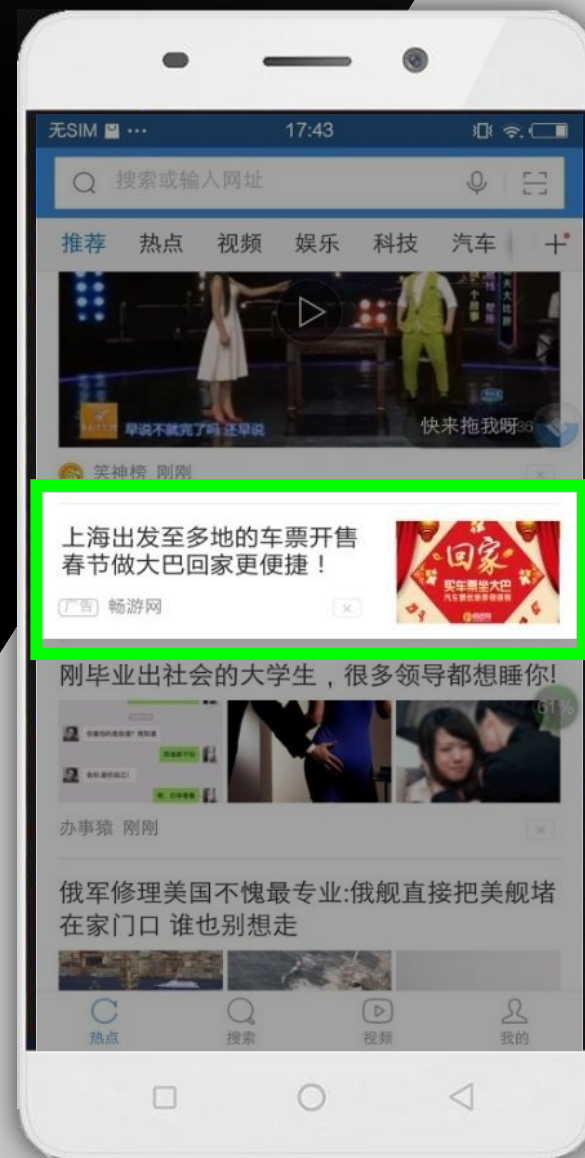 无SIM
17:43
搜索或输入网址
推荐 热点 视频 娱乐 科技 汽车
早说不就完了吗 还早说
快来拖我呀
36
笑神榜 刚刚
上海出发至多地的车票开售
春节做大巴回家更便捷！
广告 畅游网
回家
买车票坐大巴
刚毕业出社会的大学生，很多领导都想睡你!
61%
办事猿 刚刚
俄军修理美国不愧最专业:俄舰直接把美舰堵
在家门口 谁也别想走
热点 搜索 视频 我的